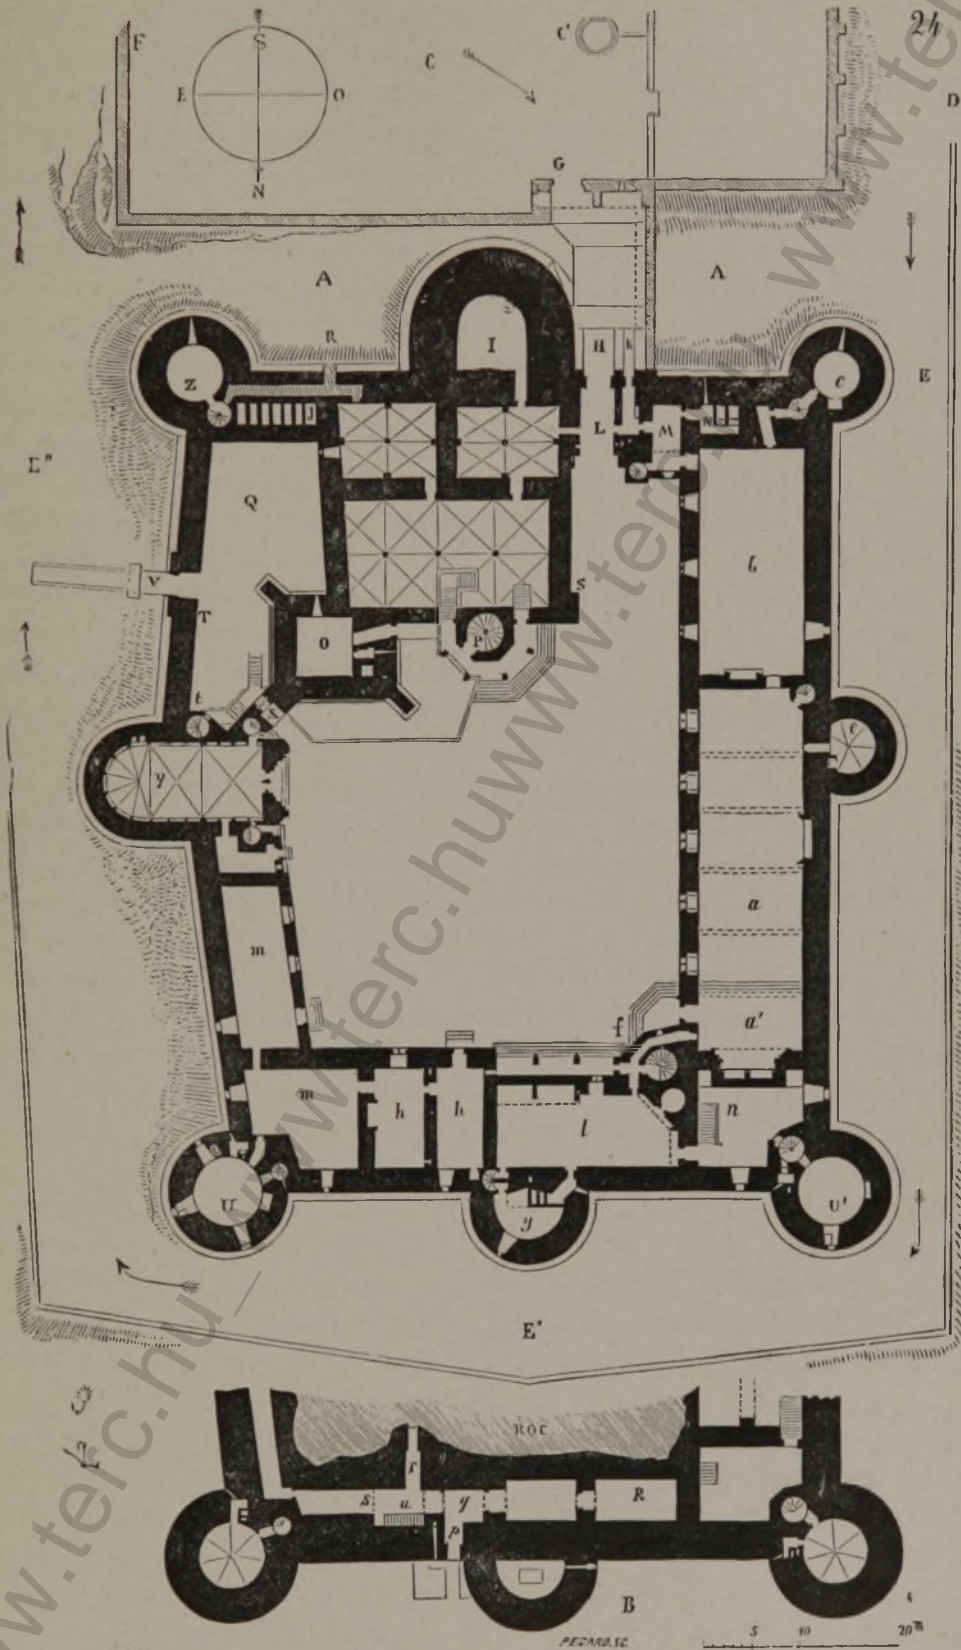 24
F
S
E
O
N
C
C'
D
G
A
A
R
I
H
k
E
Z
J
L
M
N
c
E"
Q
b
S
V
T
O
P
t
y
e
m
a
f
a'
m
h
h
l
n
U
g
U'
E'
ROC
r
s
u
y
R
p
B
PEGARD.SC.
5
10
20m
www.terc.hu